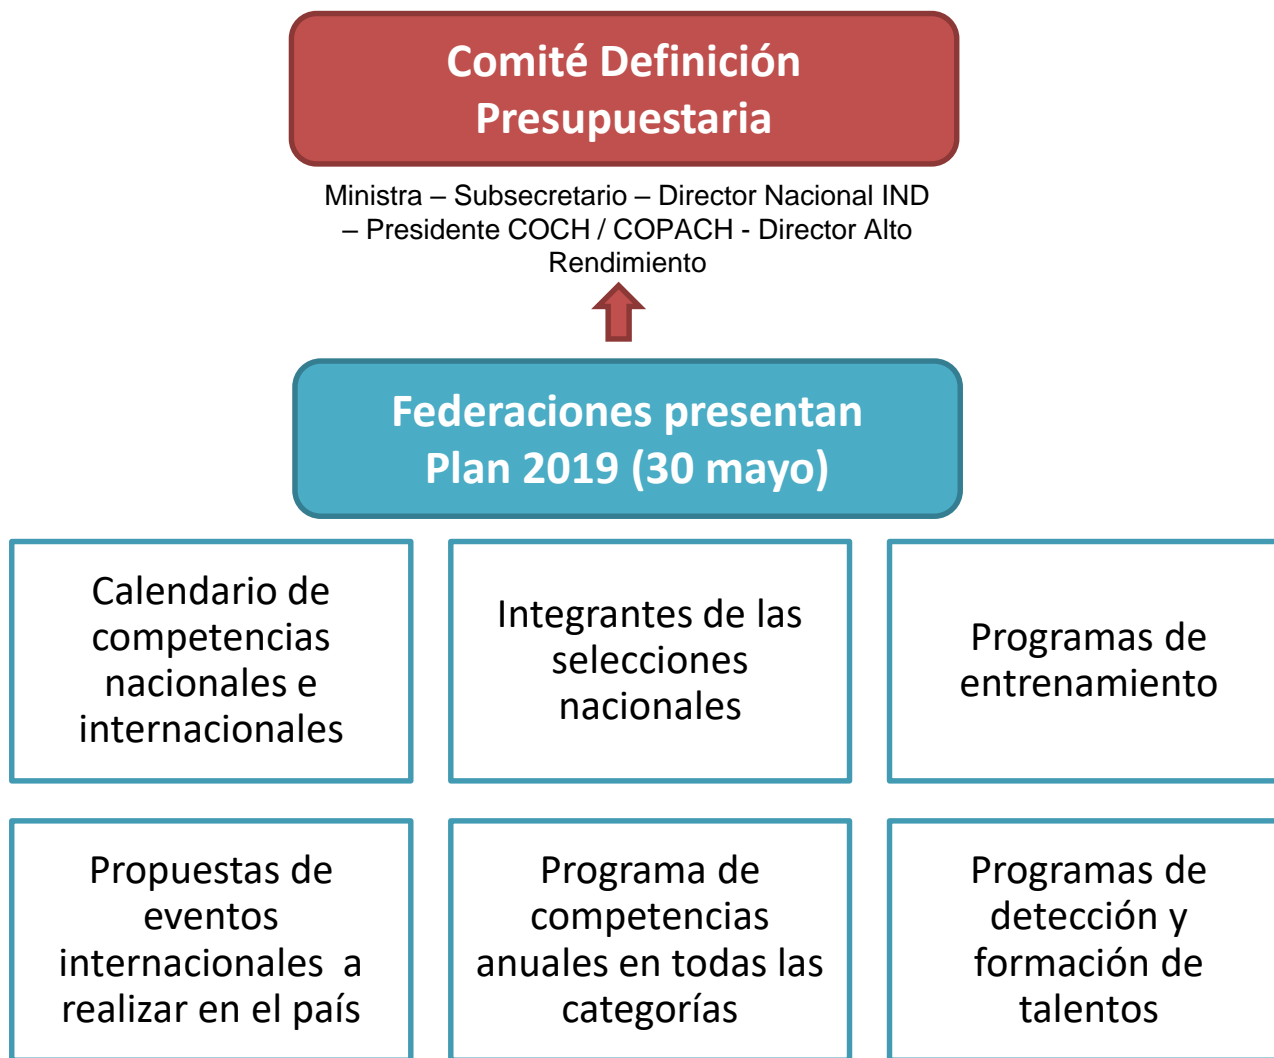 Comité Definición
Presupuestaria
Ministra – Subsecretario – Director Nacional IND
– Presidente COCH / COPACH - Director Alto
Rendimiento
Federaciones presentan
Plan 2019 (30 mayo)
Calendario de
competencias
nacionales e
internacionales
Integrantes de las
selecciones
nacionales
Programas de
entrenamiento
Propuestas de
eventos
internacionales a
realizar en el país
Programa de
competencias
anuales en todas las
categorías
Programas de
detección y
formación de
talentos